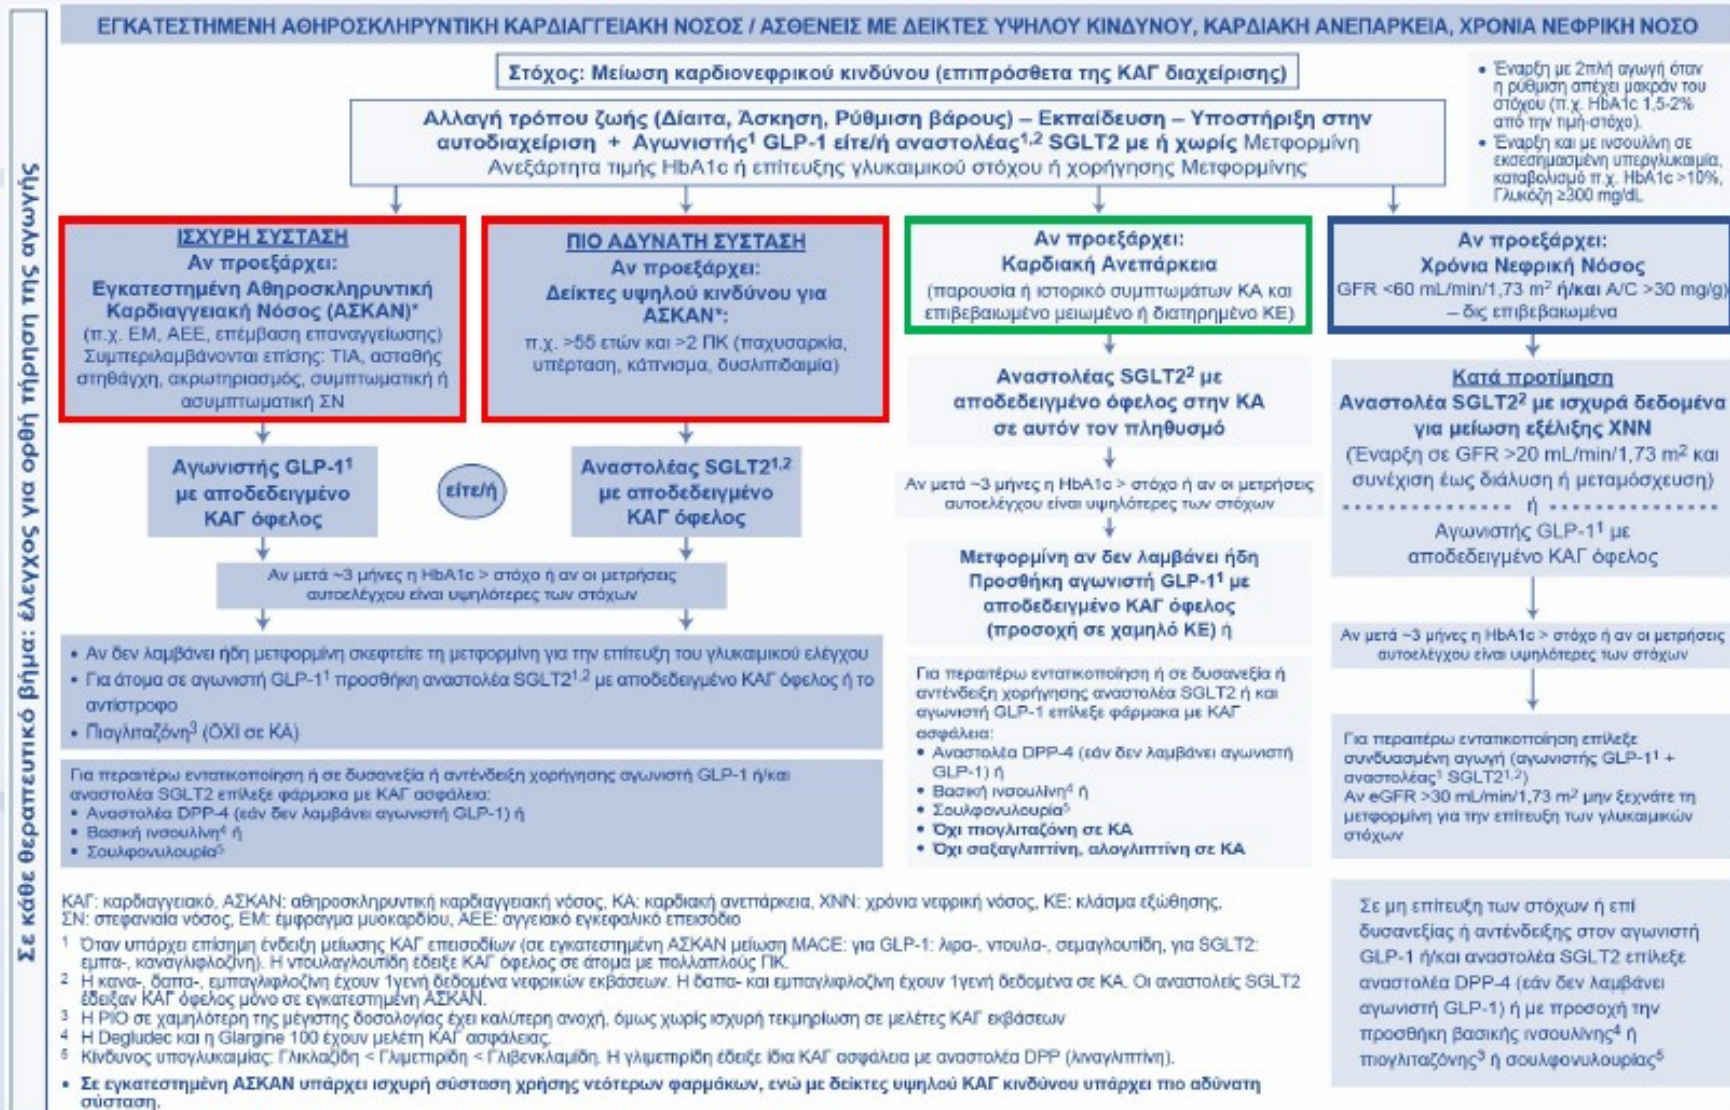 Σε κάθε θεραπευτικό βήμα: έλεγχος για ορθή τήρηση της αγωγής
ΕΓΚΑΤΕΣΤΗΜΕΝΗ ΑΘΗΡΟΣΚΛΗΡΥΝΤΙΚΗ ΚΑΡΔΙΑΓΓΕΙΑΚΗ ΝΟΣΟΣ / ΑΣΘΕΝΕΙΣ ΜΕ ΔΕΙΚΤΕΣ ΥΨΗΛΟΥ ΚΙΝΔΥΝΟΥ, ΚΑΡΔΙΑΚΗ ΑΝΕΠΑΡΚΕΙΑ, ΧΡΟΝΙΑ ΝΕΦΡΙΚΗ ΝΟΣΟ
Στόχος: Μείωση καρδιονεφρικού κινδύνου (επιπρόσθετα της ΚΑΓ διαχείρισης)
• Έναρξη με 2πλή αγωγή όταν
η ρύθμιση απέχει μακράν του
στόχου (π.χ. HbA1c 1,5-2%
από την τιμή-στόχο).
• Έναρξη και με ινσουλίνη σε
εκσεσημασμένη υπεργλυκαιμία,
καταβολισμό π.χ. HbA1c >10%,
Γλυκόζη ≥300 mg/dL
Αλλαγή τρόπου ζωής (Δίαιτα, Άσκηση, Ρύθμιση βάρους) – Εκπαίδευση – Υποστήριξη στην
αυτοδιαχείριση + Αγωνιστής¹ GLP-1 είτε/ή αναστολέας¹,² SGLT2 με ή χωρίς Μετφορμίνη
Ανεξάρτητα τιμής HbA1c ή επίτευξης γλυκαιμικού στόχου ή χορήγησης Μετφορμίνης
ΙΣΧΥΡΗ ΣΥΣΤΑΣΗ
Αν προεξάρχει:
Εγκατεστημένη Αθηροσκληρυντική
Καρδιαγγειακή Νόσος (ΑΣΚΑΝ)*
(π.χ. ΕΜ, ΑΕΕ, επέμβαση επαναγγείωσης)
Συμπεριλαμβάνονται επίσης: ΤΙΑ, ασταθής
στηθάγχη, ακρωτηριασμός, συμπτωματική ή
ασυμπτωματική ΣΝ
ΠΙΟ ΑΔΥΝΑΤΗ ΣΥΣΤΑΣΗ
Αν προεξάρχει:
Δείκτες υψηλού κινδύνου για
ΑΣΚΑΝ*:
π.χ. >55 ετών και >2 ΠΚ (παχυσαρκία,
υπέρταση, κάπνισμα, δυσλιπιδαιμία)
Αγωνιστής GLP-1¹
με αποδεδειγμένο
ΚΑΓ όφελος
είτε/ή
Αναστολέας SGLT2¹,²
με αποδεδειγμένο
ΚΑΓ όφελος
Αν μετά ~3 μήνες η HbA1c > στόχο ή αν οι μετρήσεις
αυτοελέγχου είναι υψηλότερες των στόχων
• Αν δεν λαμβάνει ήδη μετφορμίνη σκεφτείτε τη μετφορμίνη για την επίτευξη του γλυκαιμικού ελέγχου
• Για άτομα σε αγωνιστή GLP-1¹ προσθήκη αναστολέα SGLT2¹,² με αποδεδειγμένο ΚΑΓ όφελος ή το
αντίστροφο
• Πιογλιταζόνη³ (ΟΧΙ σε ΚΑ)
Για περαιτέρω εντατικοποίηση ή σε δυσανεξία ή αντένδειξη χορήγησης αγωνιστή GLP-1 ή/και
αναστολέα SGLT2 επίλεξε φάρμακα με ΚΑΓ ασφάλεια:
• Αναστολέα DPP-4 (εάν δεν λαμβάνει αγωνιστή GLP-1) ή
• Βασική ινσουλίνη⁴ ή
• Σουλφονυλουρία⁵
Αν προεξάρχει:
Καρδιακή Ανεπάρκεια
(παρουσία ή ιστορικό συμπτωμάτων ΚΑ και
επιβεβαιωμένο μειωμένο ή διατηρημένο ΚΕ)
Αναστολέας SGLT2² με
αποδεδειγμένο όφελος στην ΚΑ
σε αυτόν τον πληθυσμό
Αν μετά ~3 μήνες η HbA1c > στόχο ή αν οι μετρήσεις
αυτοελέγχου είναι υψηλότερες των στόχων
Μετφορμίνη αν δεν λαμβάνει ήδη
Προσθήκη αγωνιστή GLP-1¹ με
αποδεδειγμένο ΚΑΓ όφελος
(προσοχή σε χαμηλό ΚΕ) ή
Για περαιτέρω εντατικοποίηση ή σε δυσανεξία ή
αντένδειξη χορήγησης αναστολέα SGLT2 ή και
αγωνιστή GLP-1 επίλεξε φάρμακα με ΚΑΓ
ασφάλεια:
• Αναστολέα DPP-4 (εάν δεν λαμβάνει αγωνιστή
GLP-1) ή
• Βασική ινσουλίνη⁴ ή
• Σουλφονυλουρία⁵
• Όχι πιογλιταζόνη σε ΚΑ
• Όχι σαξαγλιπτίνη, αλογλιπτίνη σε ΚΑ
Αν προεξάρχει:
Χρόνια Νεφρική Νόσος
GFR <60 mL/min/1,73 m² ή/και A/C >30 mg/g)
– δις επιβεβαιωμένα
Κατά προτίμηση
Αναστολέα SGLT2² με ισχυρά δεδομένα
για μείωση εξέλιξης ΧΝΝ
(Έναρξη σε GFR >20 mL/min/1,73 m² και
συνέχιση έως διάλυση ή μεταμόσχευση)
ή
Αγωνιστής GLP-1¹ με
αποδεδειγμένο ΚΑΓ όφελος
Αν μετά ~3 μήνες η HbA1c > στόχο ή αν οι μετρήσεις
αυτοελέγχου είναι υψηλότερες των στόχων
Για περαιτέρω εντατικοποίηση επίλεξε
συνδυασμένη αγωγή (αγωνιστής GLP-1¹ +
αναστολέας¹ SGLT2¹,²)
Αν eGFR >30 mL/min/1,73 m² μην ξεχνάτε τη
μετφορμίνη για την επίτευξη των γλυκαιμικών
στόχων
Σε μη επίτευξη των στόχων ή επί
δυσανεξίας ή αντένδειξης στον αγωνιστή
GLP-1 ή/και αναστολέα SGLT2 επίλεξε
αναστολέα DPP-4 (εάν δεν λαμβάνει
αγωνιστή GLP-1) ή με προσοχή την
προσθήκη βασικής ινσουλίνης⁴ ή
πιογλιταζόνης³ ή σουλφονυλουρίας⁵
ΚΑΓ: καρδιαγγειακό, ΑΣΚΑΝ: αθηροσκληρυντική καρδιαγγειακή νόσος, ΚΑ: καρδιακή ανεπάρκεια, ΧΝΝ: χρόνια νεφρική νόσος, ΚΕ: κλάσμα εξώθησης,
ΣΝ: στεφανιαία νόσος, ΕΜ: έμφραγμα μυοκαρδίου, ΑΕΕ: αγγειακό εγκεφαλικό επεισόδιο
¹ Όταν υπάρχει επίσημη ένδειξη μείωσης ΚΑΓ επεισοδίων (σε εγκατεστημένη ΑΣΚΑΝ μείωση MACE: για GLP-1: λιρα-, ντουλα-, σεμαγλουτίδη, για SGLT2:
εμπα-, καναγλιφλοζίνη). Η ντουλαγλουτίδη έδειξε ΚΑΓ όφελος σε άτομα με πολλαπλούς ΠΚ.
² Η κανα-, δαπα-, εμπαγλιφλοζίνη έχουν 1γενή δεδομένα νεφρικών εκβάσεων. Η δαπα- και εμπαγλιφλοζίνη έχουν 1γενή δεδομένα σε ΚΑ. Οι αναστολείς SGLT2
έδειξαν ΚΑΓ όφελος μόνο σε εγκατεστημένη ΑΣΚΑΝ.
³ Η PIO σε χαμηλότερη της μέγιστης δοσολογίας έχει καλύτερη ανοχή, όμως χωρίς ισχυρή τεκμηρίωση σε μελέτες ΚΑΓ εκβάσεων
⁴ Η Degludec και η Glargine 100 έχουν μελέτη ΚΑΓ ασφάλειας.
⁵ Κίνδυνος υπογλυκαιμίας: Γλικλαζίδη < Γλιμεπιρίδη < Γλιβενκλαμίδη. Η γλιμεπιρίδη έδειξε ίδια ΚΑΓ ασφάλεια με αναστολέα DPP (λιναγλιπτίνη).
• Σε εγκατεστημένη ΑΣΚΑΝ υπάρχει ισχυρή σύσταση χρήσης νεότερων φαρμάκων, ενώ με δείκτες υψηλού ΚΑΓ κινδύνου υπάρχει πιο αδύνατη
σύσταση.